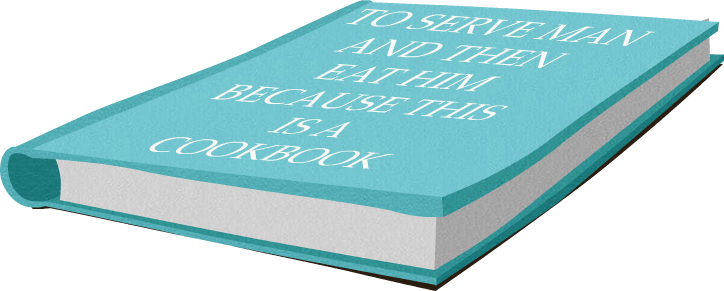 TO SERVE MAN
AND THEN
EAT HIM
BECAUSE THIS
IS A
COOKBOOK